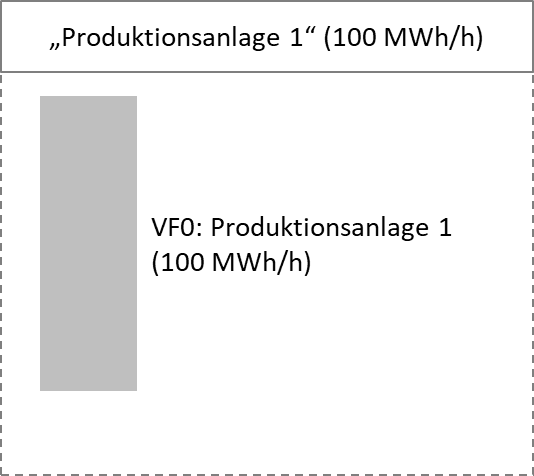 „Produktionsanlage 1“ (100 MWh/h)
VF0: Produktionsanlage 1
(100 MWh/h)